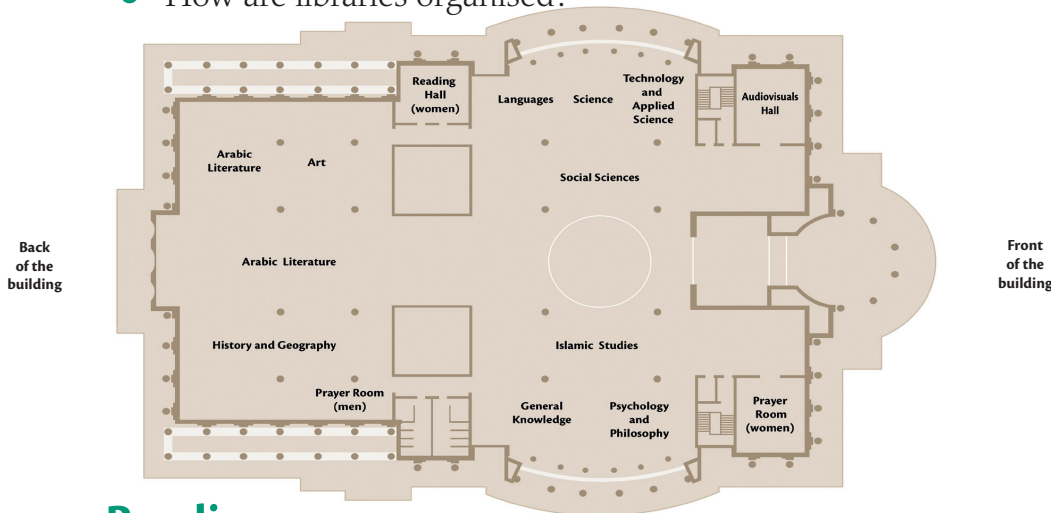 How are libraries organised?
Reading
Hall
(women)
Languages
Science
Technology
and
Applied
Science
Audiovisuals
Hall
Arabic
Literature
Art
Social Sciences
Back
of the
building
Arabic Literature
Front
of the
building
History and Geography
Islamic Studies
Prayer Room
(men)
General
Knowledge
Psychology
and
Philosophy
Prayer
Room
(women)